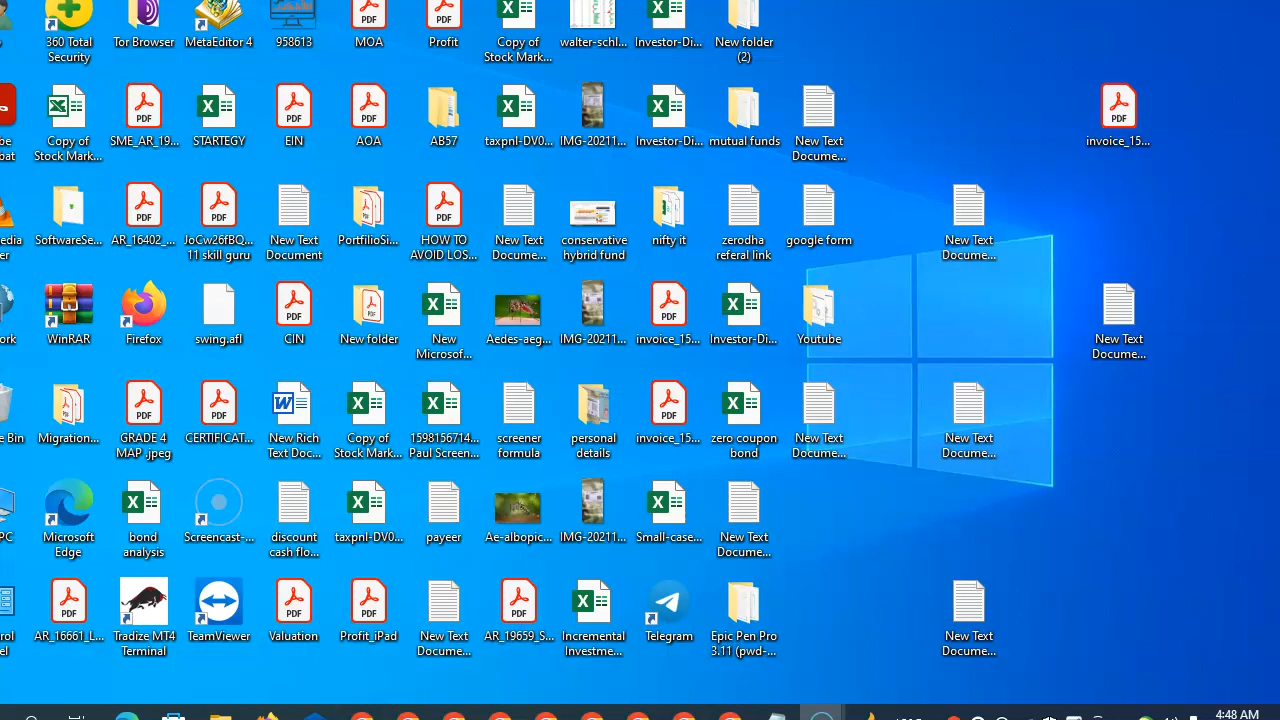 360 Total
Security
Tor Browser
MetaEditor 4
958613
MOA
Profit
Copy of
Stock Mark...
walter-schl...
Investor-Di...
New folder
(2)
Copy of
Stock Mark...
SME_AR_19...
STARTEGY
EIN
AOA
AB57
taxpnl-DV0...
IMG-20211...
Investor-Di...
mutual funds
New Text
Docume...
invoice_15...
SoftwareSe...
AR_16402_...
JoCw26fBQ...
11 skill guru
New Text
Document
PortfilioSi...
HOW TO
AVOID LOS...
New Text
Docume...
conservative
hybrid fund
nifty it
zerodha
referal link
google form
New Text
Docume...
WinRAR
Firefox
swing.afl
CIN
New folder
New
Microsof...
Aedes-aeg...
IMG-20211...
invoice_15...
Investor-Di...
Youtube
New Text
Docume...
Migration...
GRADE 4
MAP .jpeg
CERTIFICAT...
New Rich
Text Doc...
Copy of
Stock Mark...
1598156714...
Paul Screen...
screener
formula
personal
details
invoice_15...
zero coupon
bond
New Text
Docume...
New Text
Docume...
PC
Microsoft
Edge
bond
analysis
Screencast-...
discount
cash flo...
taxpnl-DV0...
payeer
Ae-albopic...
IMG-20211...
Small-case...
New Text
Docume...
AR_16661_L...
Tradize MT4
Terminal
TeamViewer
Valuation
Profit_iPad
New Text
Docume...
AR_19659_S...
Incremental
Investme...
Telegram
Epic Pen Pro
3.11 (pwd-...
New Text
Docume...
4:48 AM